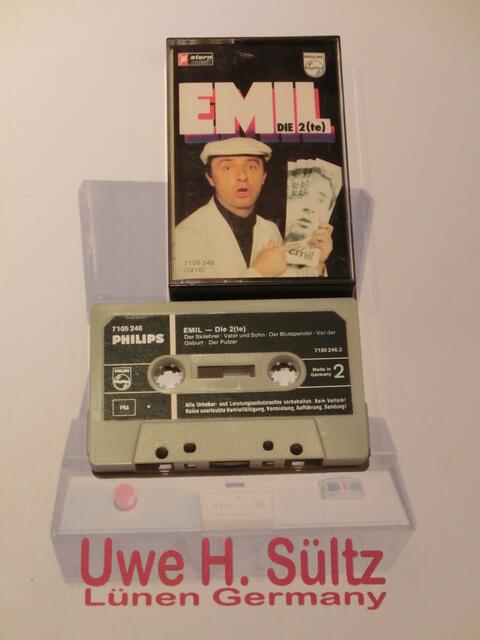 stern
PHILIPS
EMIL
DIE 2(te)
emil
7105 246
(0218)
7105 246
PHILIPS
EMIL — Die 2(te)
Der Skilehrer · Vater und Sohn · Der Blutspender · Vor der
Geburt · Der Putzer
7105 246.2
Made in
Germany 2
PM
Alle Urheber- und Leistungsschutzrechte vorbehalten. Kein Verleih!
Keine unerlaubte Vervielfältigung, Vermietung, Aufführung, Sendung!
Uwe H. Sültz
Lünen Germany